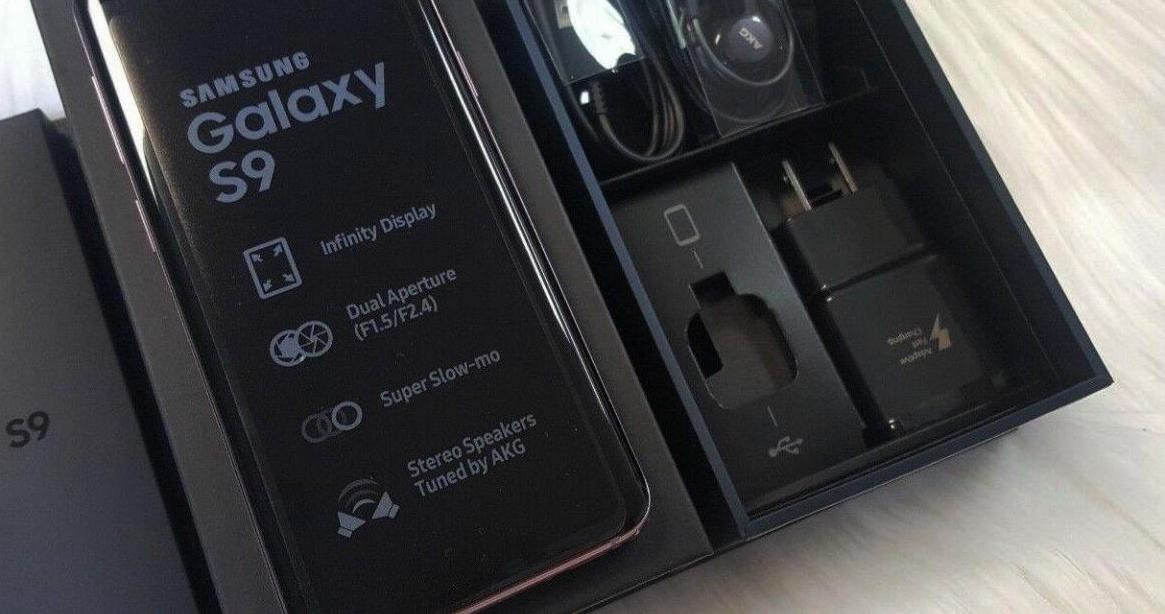 SAMSUNG
Galaxy
S9
Infinity Display
Dual Aperture
(F1.5/F2.4)
Super Slow-mo
Stereo Speakers
Tuned by AKG
S9
AKG
Adaptive
Fast
Charging